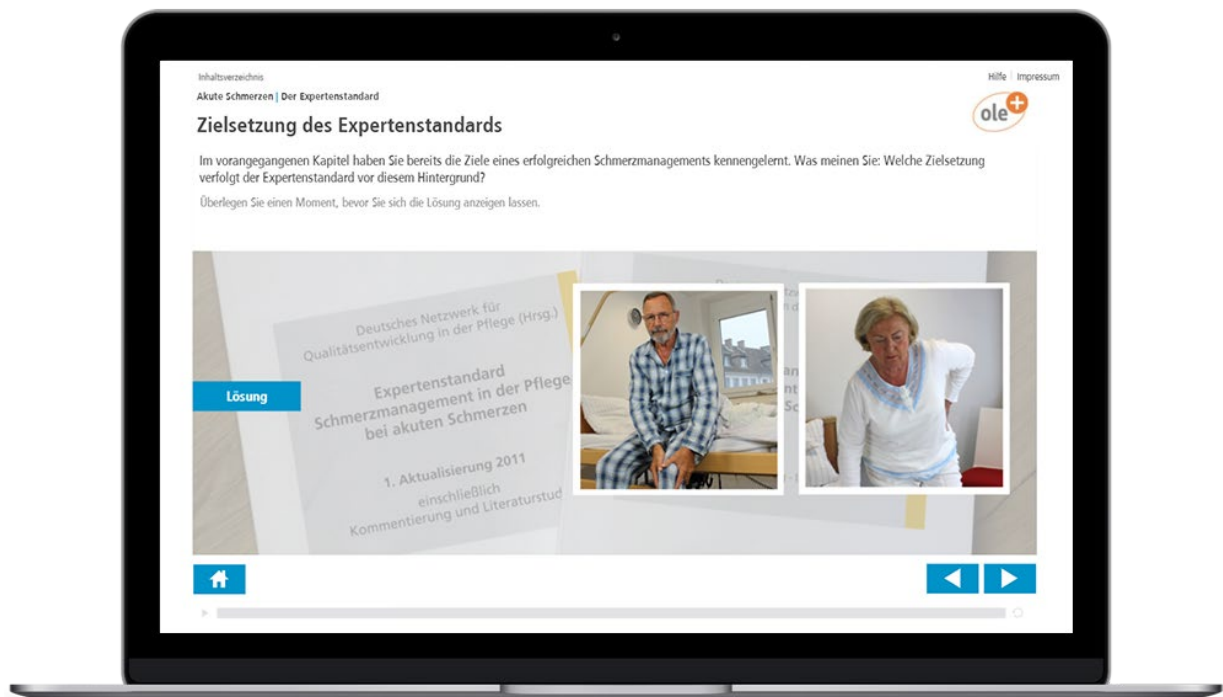 Inhaltsverzeichnis
Hilfe | Impressum
Akute Schmerzen | Der Expertenstandard
ole+
Zielsetzung des Expertenstandards
Im vorangegangenen Kapitel haben Sie bereits die Ziele eines erfolgreichen Schmerzmanagements kennengelernt. Was meinen Sie: Welche Zielsetzung
verfolgt der Expertenstandard vor diesem Hintergrund?
Überlegen Sie einen Moment, bevor Sie sich die Lösung anzeigen lassen.
Deutsches Netzwerk für
Qualitätsentwicklung in der Pflege (Hrsg.)
Expertenstandard
Schmerzmanagement in der Pflege
bei akuten Schmerzen
1. Aktualisierung 2011
einschließlich
Kommentierung und Literaturstud
Lösung